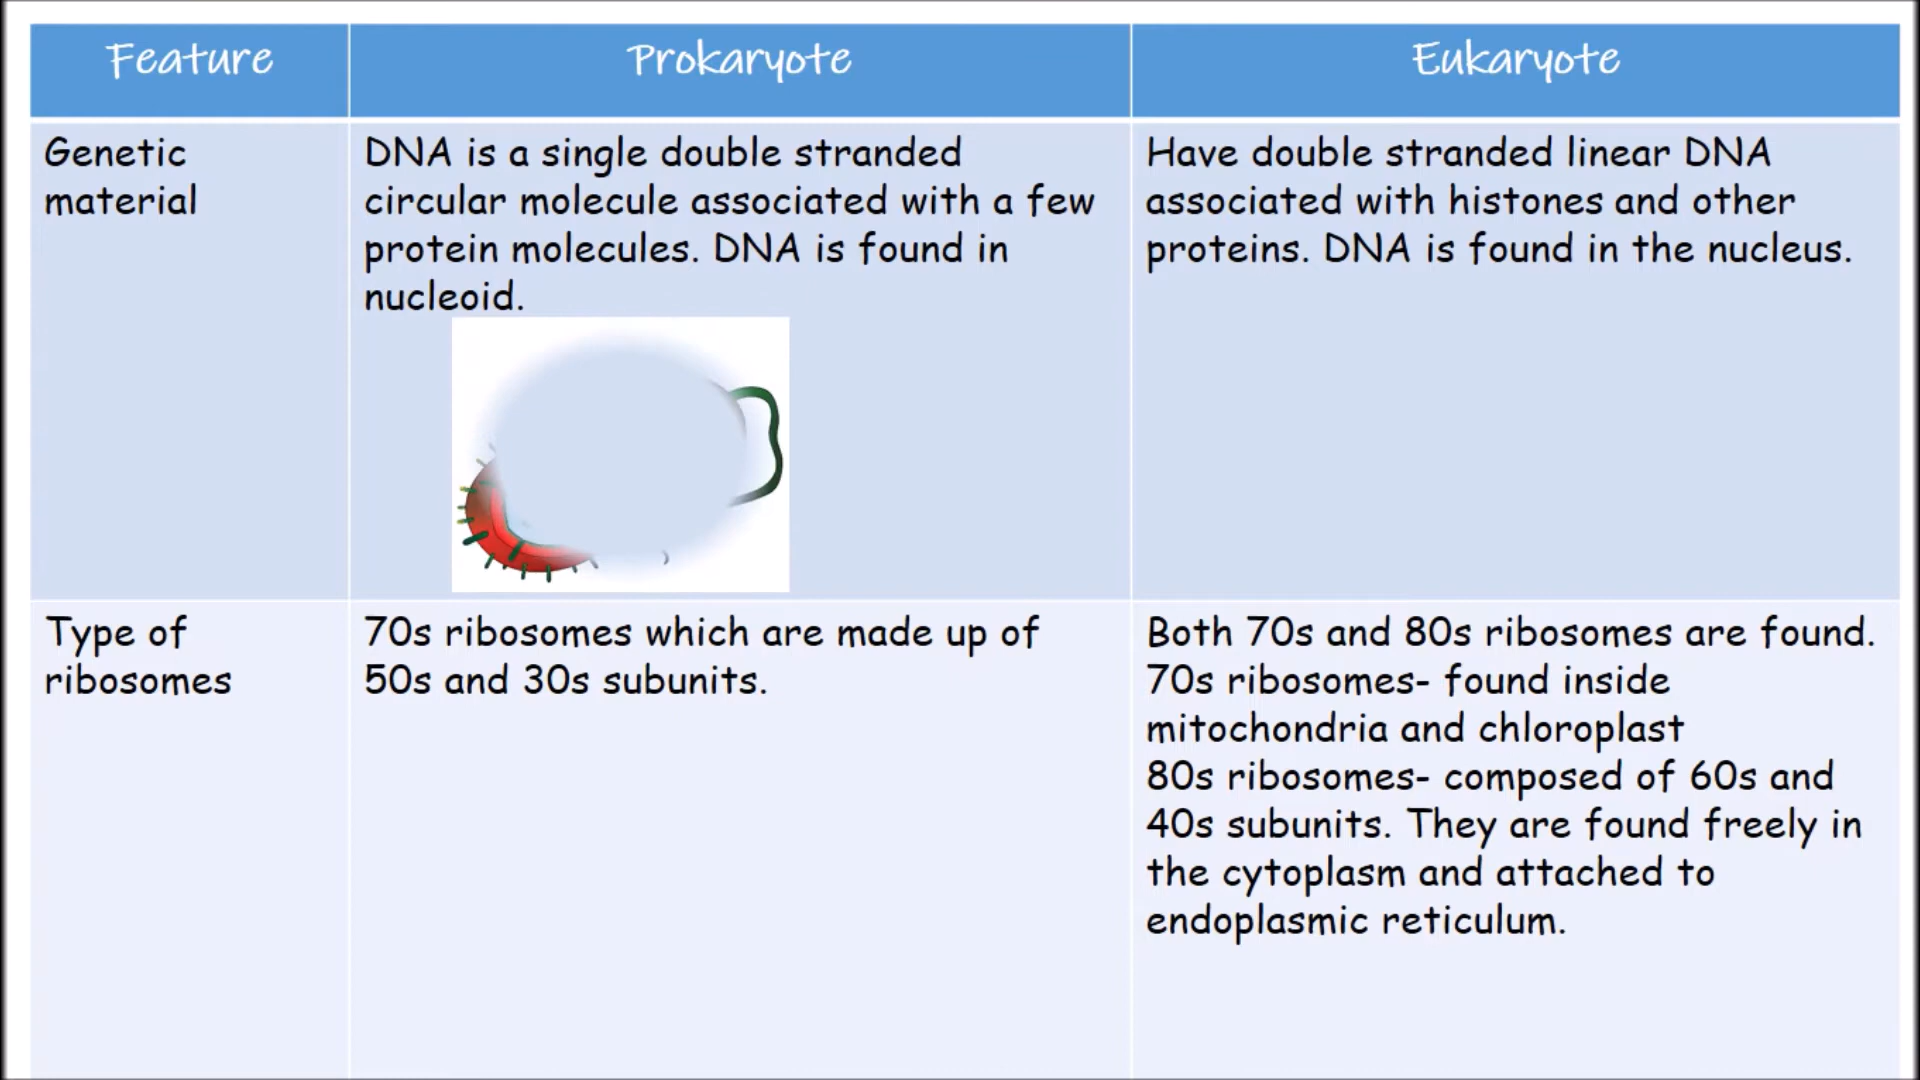 Feature
Prokaryote
Eukaryote
Genetic
material
DNA is a single double stranded
circular molecule associated with a few
protein molecules. DNA is found in
nucleoid.
Have double stranded linear DNA
associated with histones and other
proteins. DNA is found in the nucleus.
Type of
ribosomes
70s ribosomes which are made up of
50s and 30s subunits.
Both 70s and 80s ribosomes are found.
70s ribosomes- found inside
mitochondria and chloroplast
80s ribosomes- composed of 60s and
40s subunits. They are found freely in
the cytoplasm and attached to
endoplasmic reticulum.